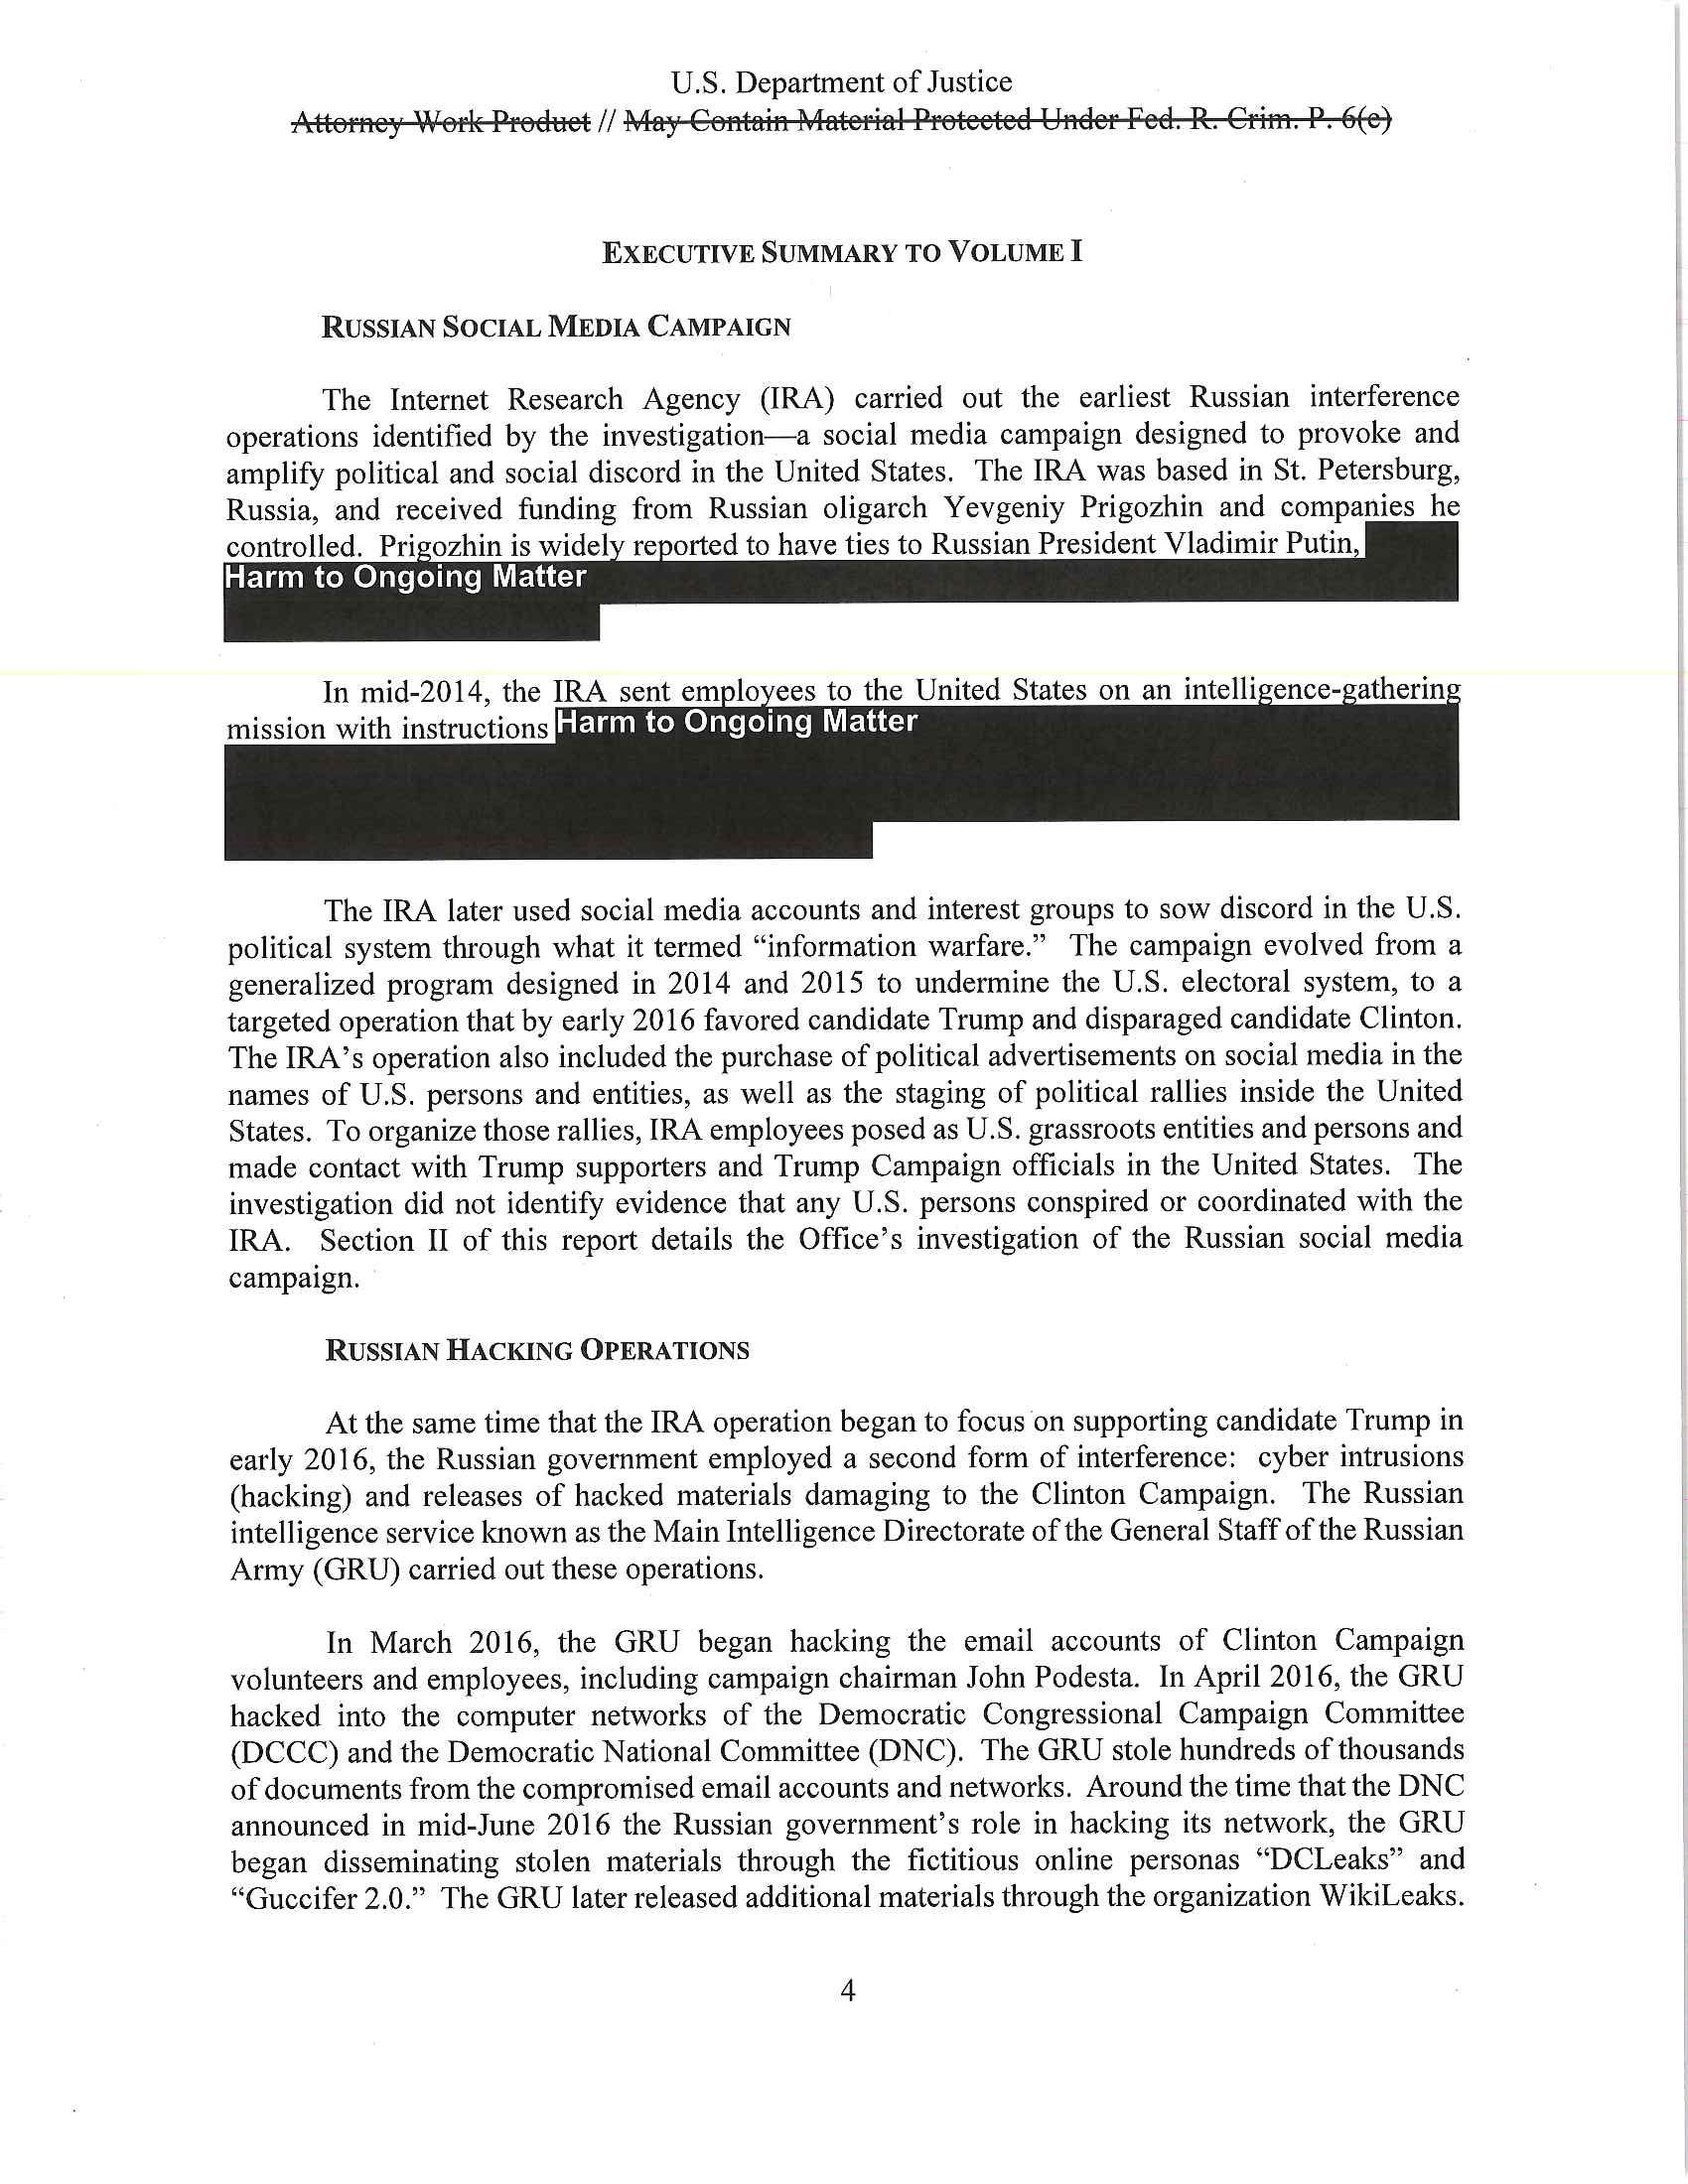 U.S. Department of Justice
Attorney Work Product // May Contain Material Protected Under Fed. R. Crim. P. 6(e)
EXECUTIVE SUMMARY TO VOLUME I
RUSSIAN SOCIAL MEDIA CAMPAIGN
The Internet Research Agency (IRA) carried out the earliest Russian interference
operations identified by the investigation—a social media campaign designed to provoke and
amplify political and social discord in the United States. The IRA was based in St. Petersburg,
Russia, and received funding from Russian oligarch Yevgeniy Prigozhin and companies he
controlled. Prigozhin is widely reported to have ties to Russian President Vladimir Putin,
Harm to Ongoing Matter
In mid-2014, the IRA sent employees to the United States on an intelligence-gathering
mission with instructions Harm to Ongoing Matter
The IRA later used social media accounts and interest groups to sow discord in the U.S.
political system through what it termed “information warfare.” The campaign evolved from a
generalized program designed in 2014 and 2015 to undermine the U.S. electoral system, to a
targeted operation that by early 2016 favored candidate Trump and disparaged candidate Clinton.
The IRA’s operation also included the purchase of political advertisements on social media in the
names of U.S. persons and entities, as well as the staging of political rallies inside the United
States. To organize those rallies, IRA employees posed as U.S. grassroots entities and persons and
made contact with Trump supporters and Trump Campaign officials in the United States. The
investigation did not identify evidence that any U.S. persons conspired or coordinated with the
IRA. Section II of this report details the Office’s investigation of the Russian social media
campaign.
RUSSIAN HACKING OPERATIONS
At the same time that the IRA operation began to focus on supporting candidate Trump in
early 2016, the Russian government employed a second form of interference: cyber intrusions
(hacking) and releases of hacked materials damaging to the Clinton Campaign. The Russian
intelligence service known as the Main Intelligence Directorate of the General Staff of the Russian
Army (GRU) carried out these operations.
In March 2016, the GRU began hacking the email accounts of Clinton Campaign
volunteers and employees, including campaign chairman John Podesta. In April 2016, the GRU
hacked into the computer networks of the Democratic Congressional Campaign Committee
(DCCC) and the Democratic National Committee (DNC). The GRU stole hundreds of thousands
of documents from the compromised email accounts and networks. Around the time that the DNC
announced in mid-June 2016 the Russian government’s role in hacking its network, the GRU
began disseminating stolen materials through the fictitious online personas “DCLeaks” and
“Guccifer 2.0.” The GRU later released additional materials through the organization WikiLeaks.
4